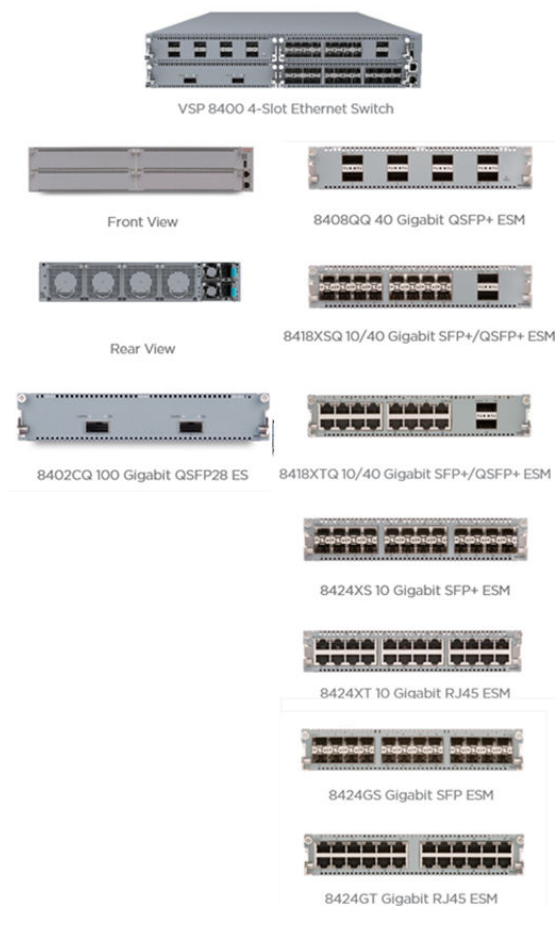 VSP 8400 4-Slot Ethernet Switch
Front View
8408QQ 40 Gigabit QSFP+ ESM
Rear View
8418XSQ 10/40 Gigabit SFP+/QSFP+ ESM
8402CQ 100 Gigabit QSFP28 ES
8418XTQ 10/40 Gigabit SFP+/QSFP+ ESM
8424XS 10 Gigabit SFP+ ESM
8424XT 10 Gigabit RJ45 ESM
8424GS Gigabit SFP ESM
8424GT Gigabit RJ45 ESM